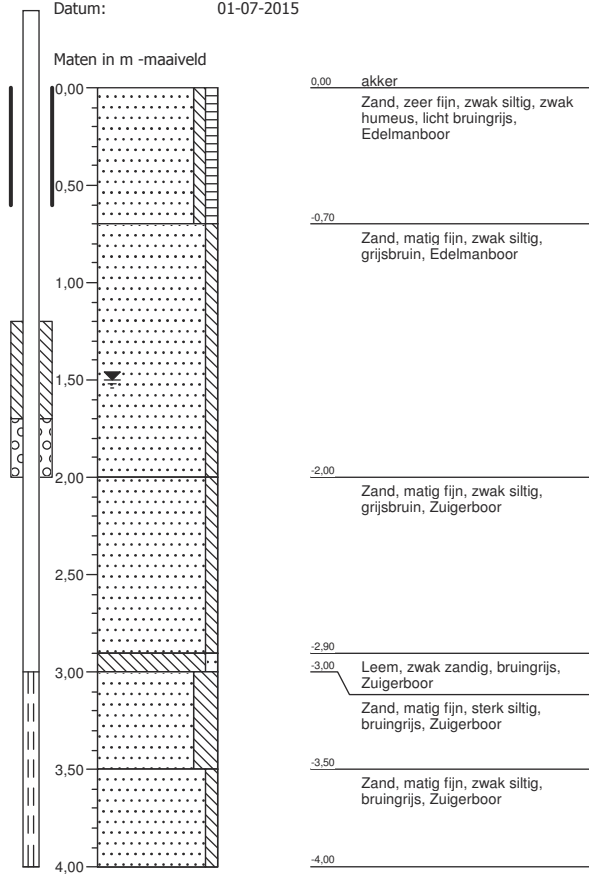 Datum: 01-07-2015
Maten in m -maaiveld
0,00
0,50
1,00
1,50
2,00
2,50
3,00
3,50
4,00
0,00 akker
Zand, zeer fijn, zwak siltig, zwak
humeus, licht bruingrijs,
Edelmanboor
-0,70
Zand, matig fijn, zwak siltig,
grijsbruin, Edelmanboor
-2,00
Zand, matig fijn, zwak siltig,
grijsbruin, Zuigerboor
-2,90
Leem, zwak zandig, bruingrijs,
Zuigerboor
-3,00
Zand, matig fijn, sterk siltig,
bruingrijs, Zuigerboor
-3,50
Zand, matig fijn, zwak siltig,
bruingrijs, Zuigerboor
-4,00